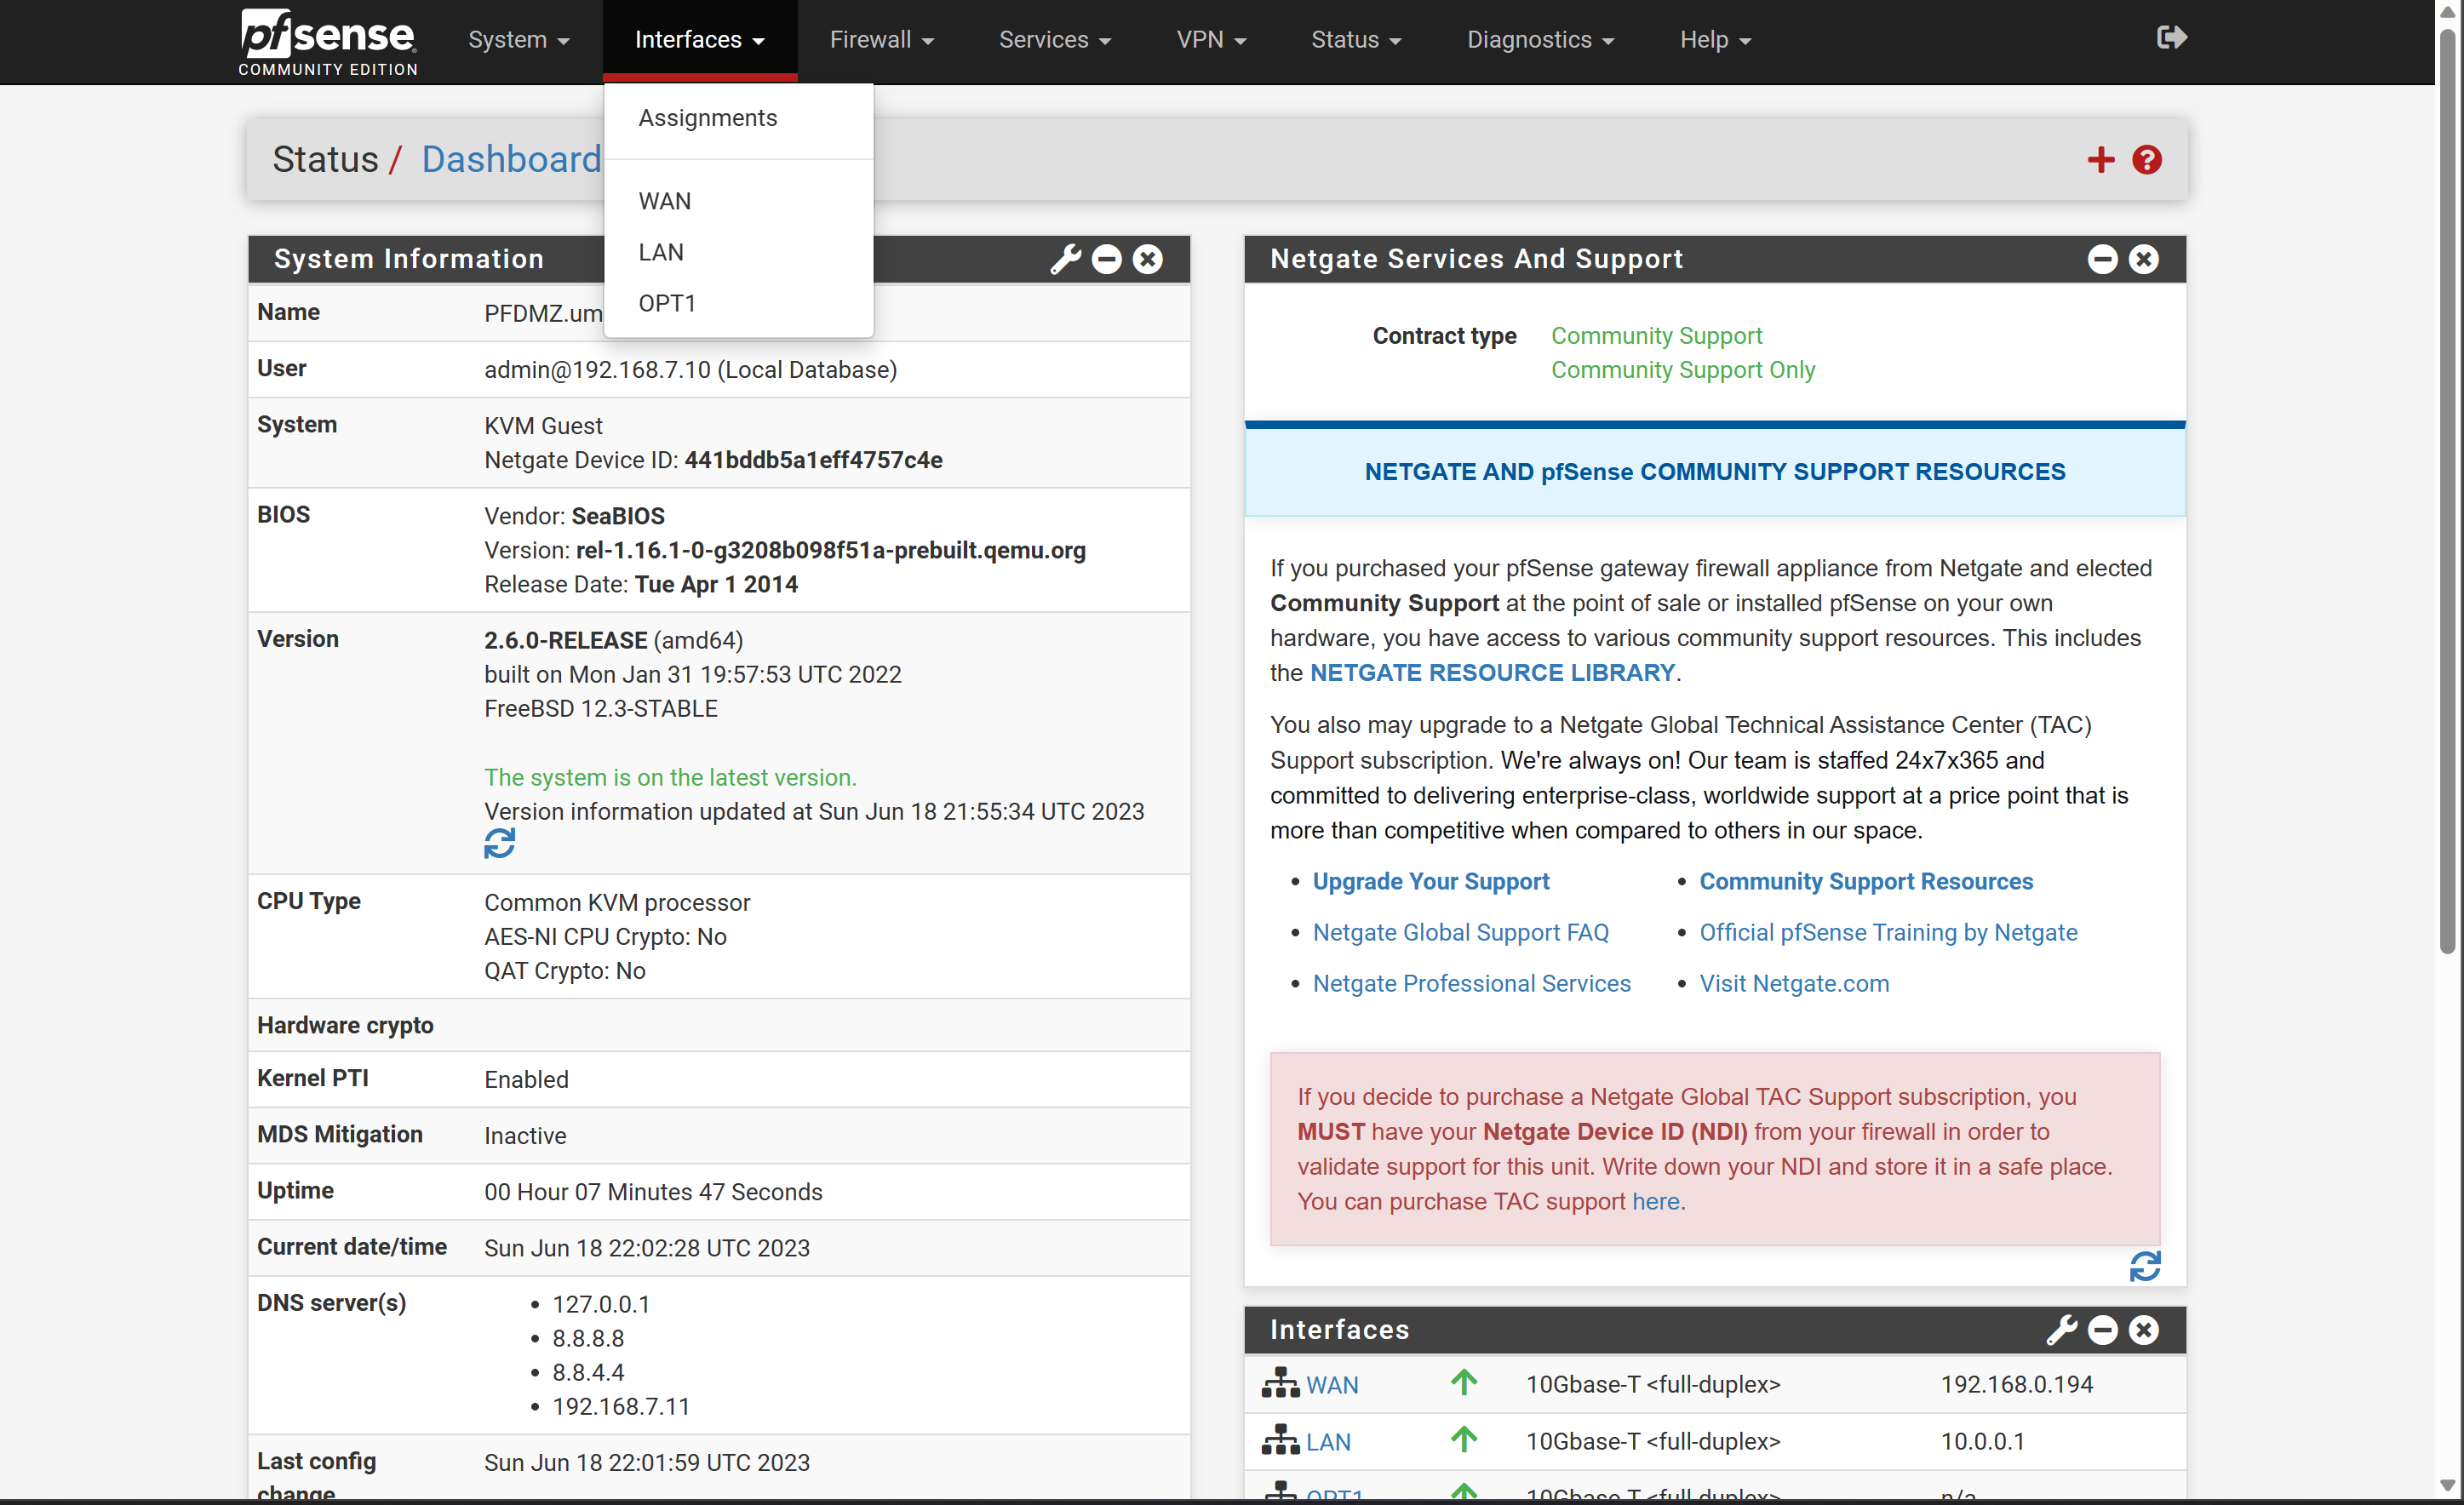 pfsense
COMMUNITY EDITION
System
Interfaces
Firewall
Services
VPN
Status
Diagnostics
Help
Assignments
WAN
LAN
OPT1
Status / Dashboard
System Information
Name PFDMZ.um
User admin@192.168.7.10 (Local Database)
System KVM Guest
Netgate Device ID: 441bddb5a1eff4757c4e
BIOS Vendor: SeaBIOS
Version: rel-1.16.1-0-g3208b098f51a-prebuilt.qemu.org
Release Date: Tue Apr 1 2014
Version 2.6.0-RELEASE (amd64)
built on Mon Jan 31 19:57:53 UTC 2022
FreeBSD 12.3-STABLE
The system is on the latest version.
Version information updated at Sun Jun 18 21:55:34 UTC 2023
CPU Type Common KVM processor
AES-NI CPU Crypto: No
QAT Crypto: No
Hardware crypto
Kernel PTI Enabled
MDS Mitigation Inactive
Uptime 00 Hour 07 Minutes 47 Seconds
Current date/time Sun Jun 18 22:02:28 UTC 2023
DNS server(s) • 127.0.0.1
• 8.8.8.8
• 8.8.4.4
• 192.168.7.11
Last config Sun Jun 18 22:01:59 UTC 2023
change
Netgate Services And Support
Contract type Community Support
Community Support Only
NETGATE AND pfSense COMMUNITY SUPPORT RESOURCES
If you purchased your pfSense gateway firewall appliance from Netgate and elected
Community Support at the point of sale or installed pfSense on your own
hardware, you have access to various community support resources. This includes
the NETGATE RESOURCE LIBRARY.
You also may upgrade to a Netgate Global Technical Assistance Center (TAC)
Support subscription. We're always on! Our team is staffed 24x7x365 and
committed to delivering enterprise-class, worldwide support at a price point that is
more than competitive when compared to others in our space.
• Upgrade Your Support
• Community Support Resources
• Netgate Global Support FAQ
• Official pfSense Training by Netgate
• Netgate Professional Services
• Visit Netgate.com
If you decide to purchase a Netgate Global TAC Support subscription, you
MUST have your Netgate Device ID (NDI) from your firewall in order to
validate support for this unit. Write down your NDI and store it in a safe place.
You can purchase TAC support here.
Interfaces
WAN 10Gbase-T <full-duplex> 192.168.0.194
LAN 10Gbase-T <full-duplex> 10.0.0.1
OPT1 10Gbase-T <full-duplex> n/a